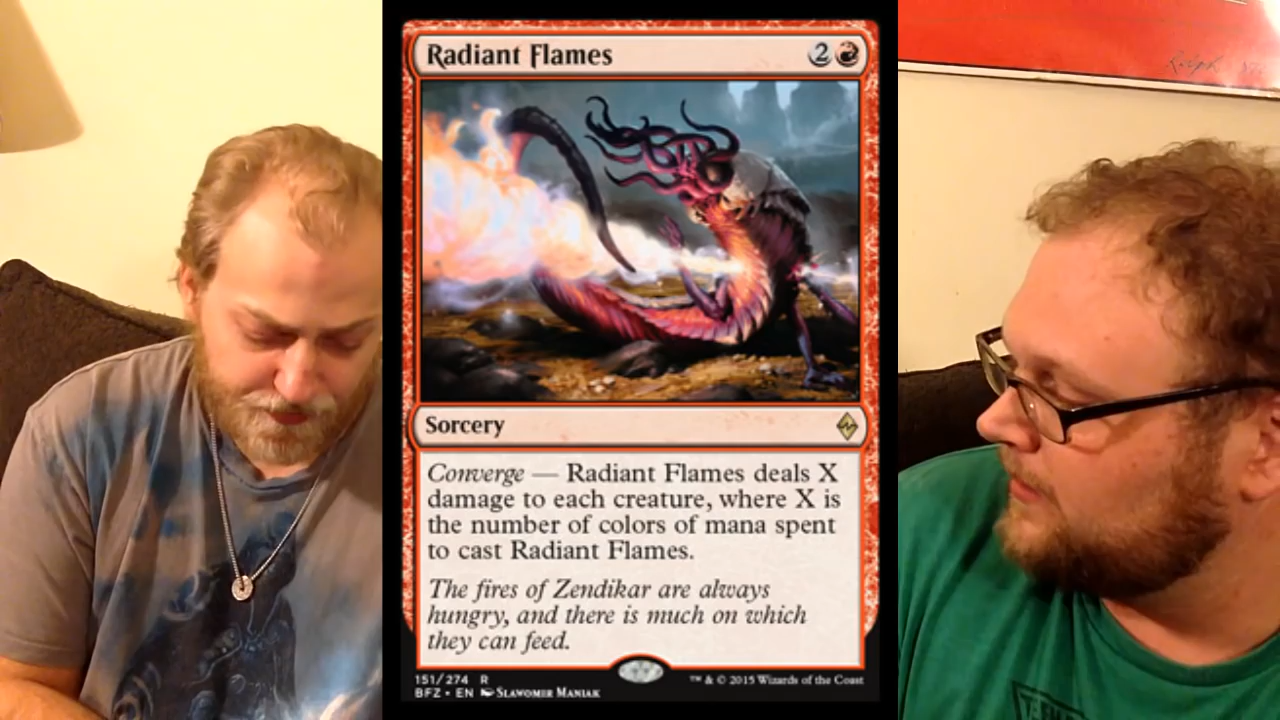 Radiant Flames 2
Sorcery
Converge — Radiant Flames deals X
damage to each creature, where X is
the number of colors of mana spent
to cast Radiant Flames.
The fires of Zendikar are always
hungry, and there is much on which
they can feed.
151/274 R
™ & © 2015 Wizards of the Coast
BFZ • EN Slawomir Maniak